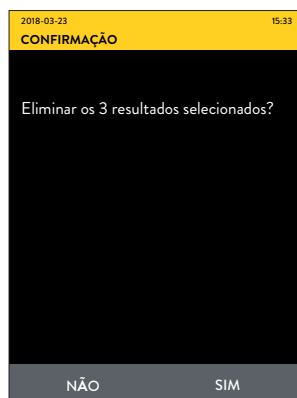 2018-03-23 15:33
CONFIRMAÇÃO
Eliminar os 3 resultados selecionados?
NÃO SIM